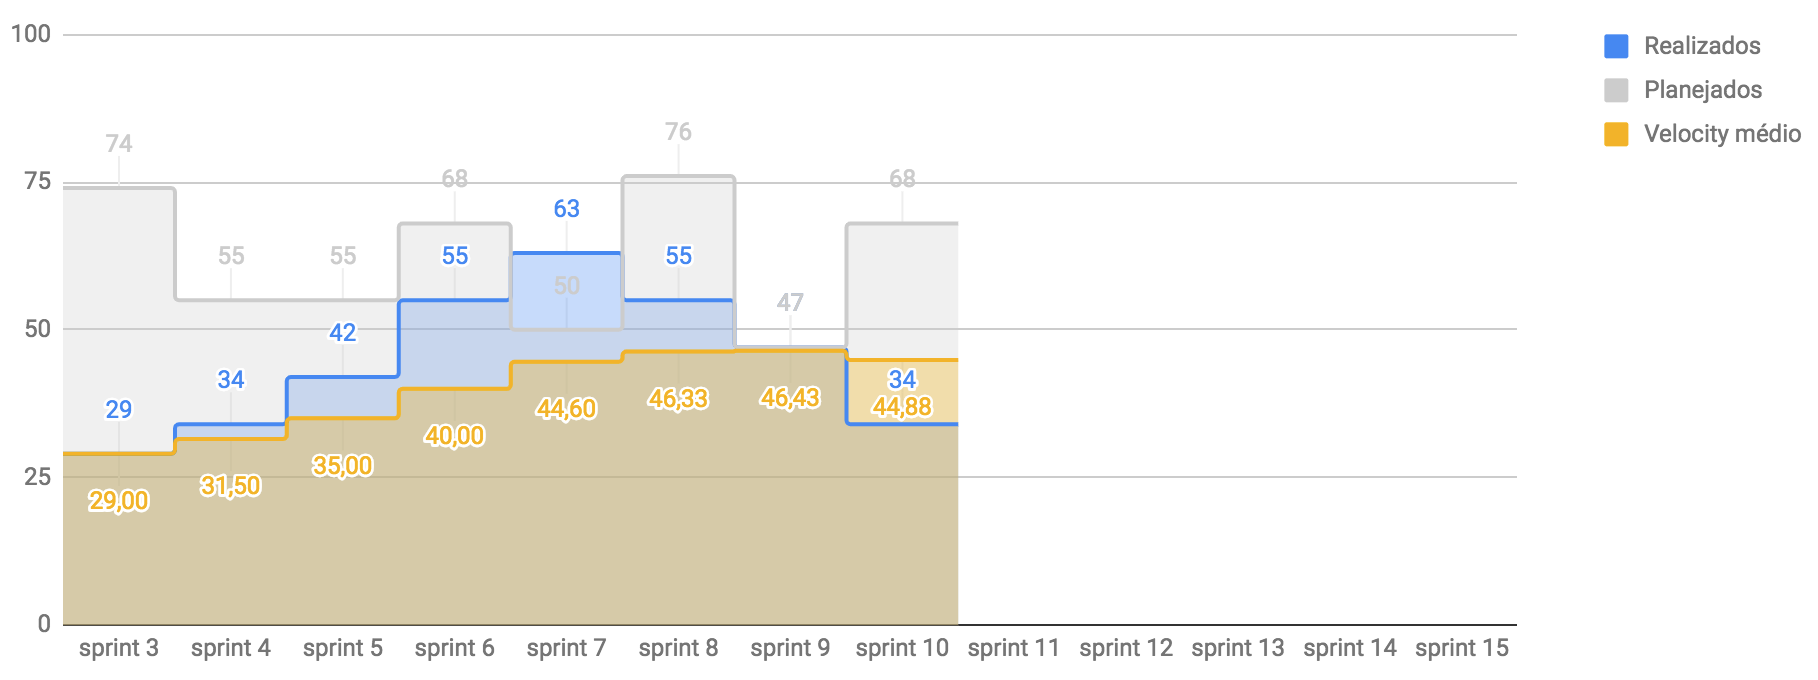 100
75
50
25
0
74
55
55
68
50
76
47
68
29
34
42
55
63
55
34
29,00
31,50
35,00
40,00
44,60
46,33
46,43
44,88
sprint 3
sprint 4
sprint 5
sprint 6
sprint 7
sprint 8
sprint 9
sprint 10
sprint 11
sprint 12
sprint 13
sprint 14
sprint 15
Realizados
Planejados
Velocity médio